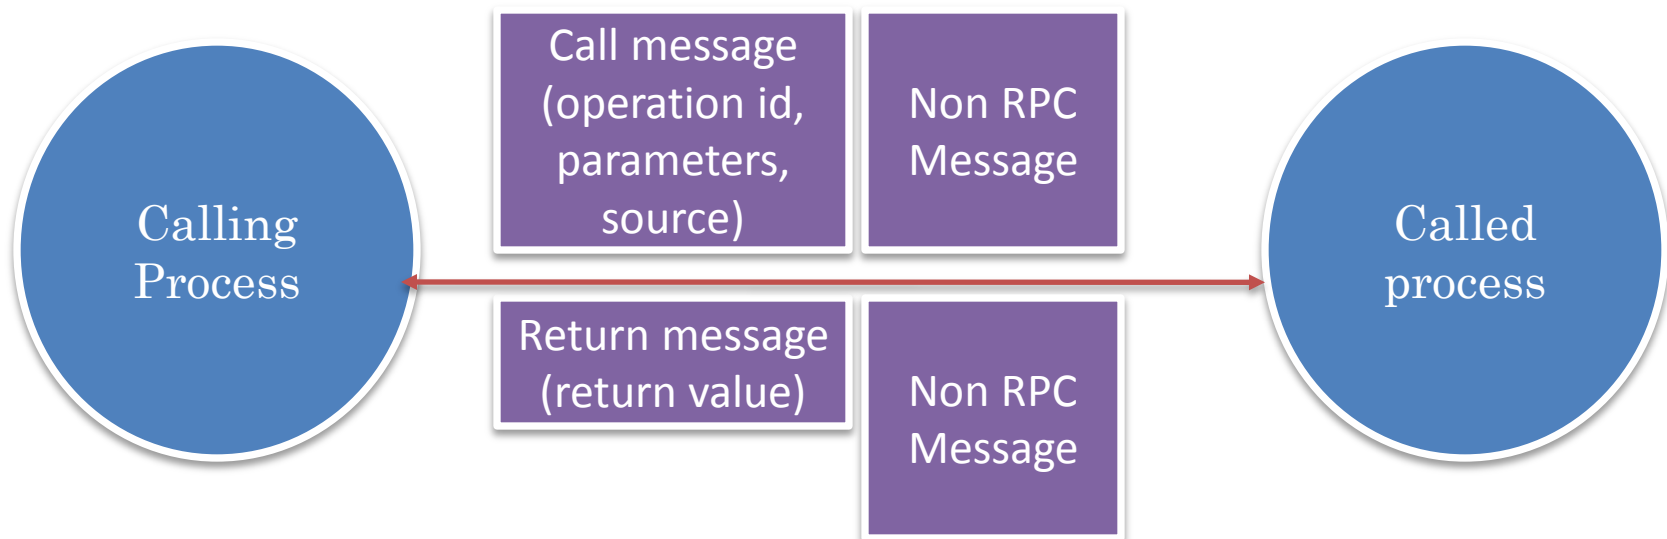 Calling
Process
Call message
(operation id,
parameters,
source)
Non RPC
Message
Return message
(return value)
Non RPC
Message
Called
process